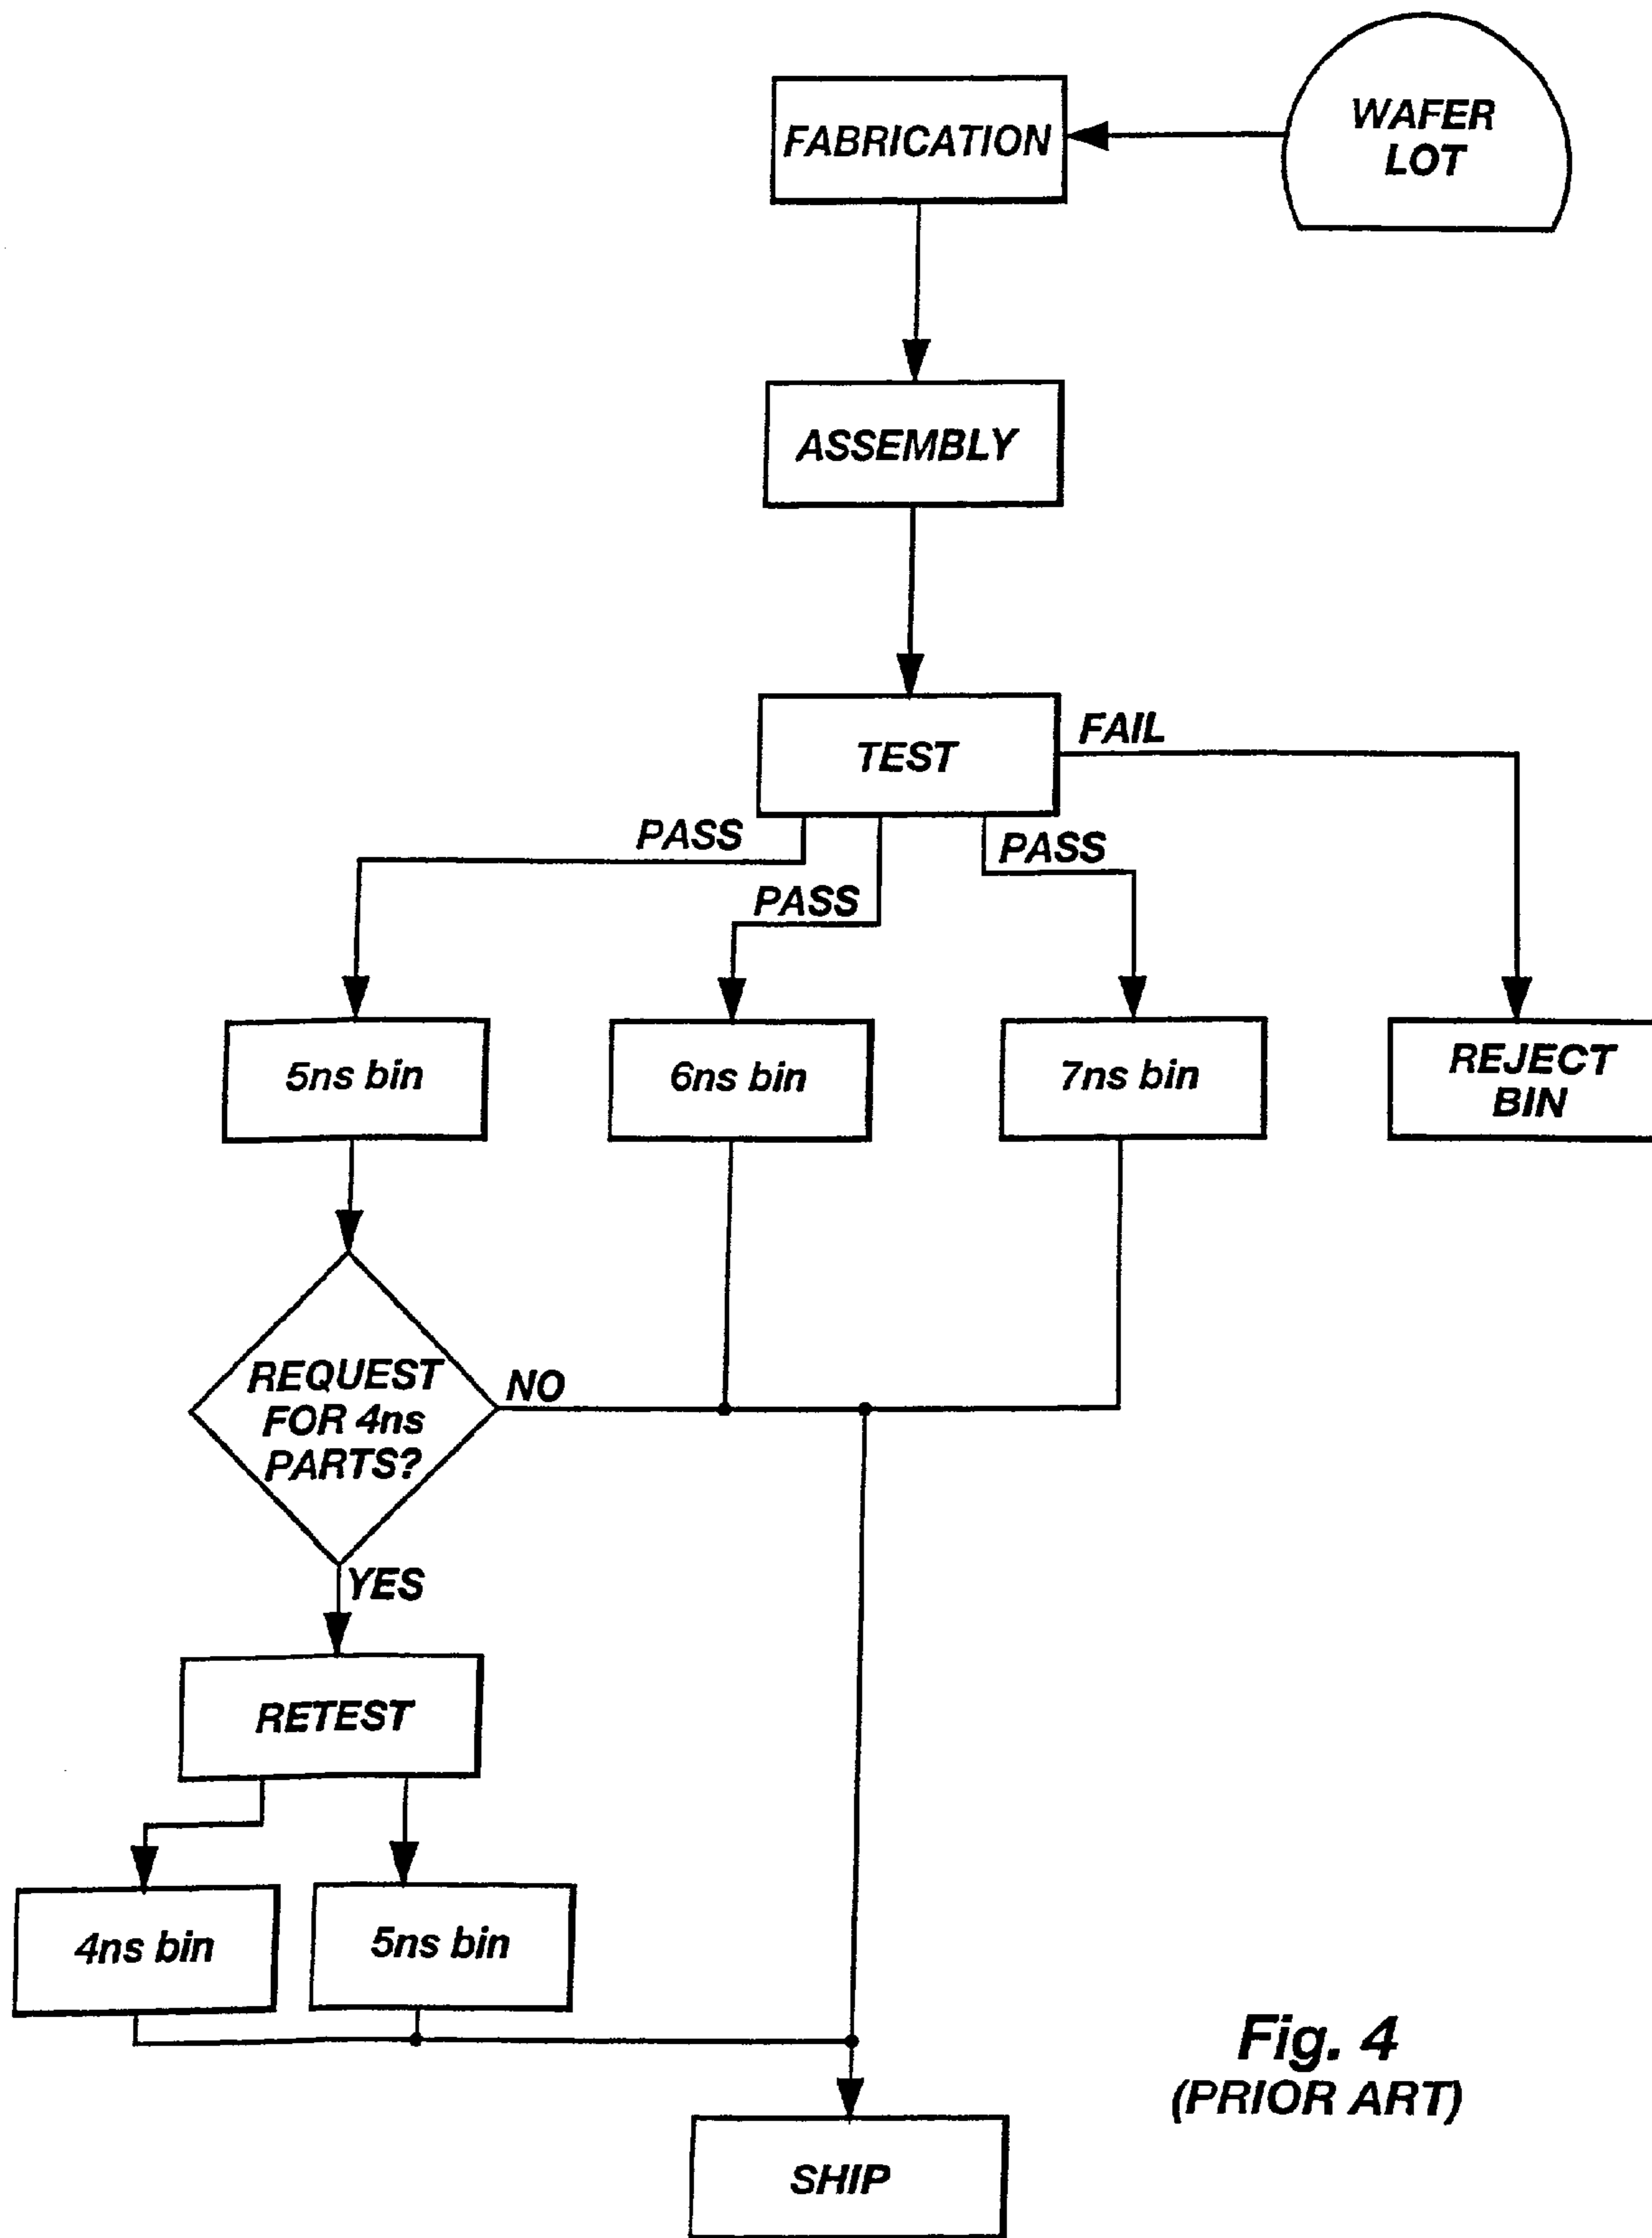 WAFER
LOT
FABRICATION
ASSEMBLY
TEST
FAIL
PASS
PASS
PASS
5ns bin
6ns bin
7ns bin
REJECT
BIN
REQUEST
FOR 4ns
PARTS?
NO
YES
RETEST
4ns bin
5ns bin
Fig. 4
(PRIOR ART)
SHIP